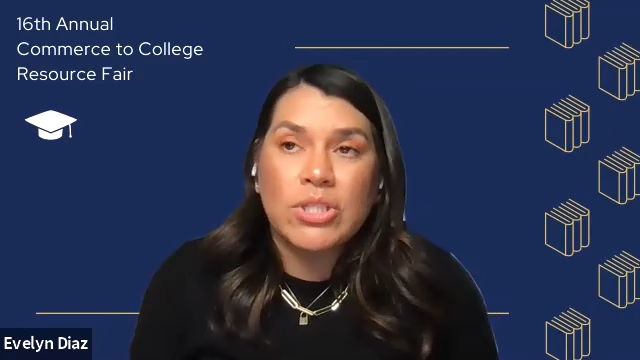 16th Annual
Commerce to College
Resource Fair
Evelyn Diaz